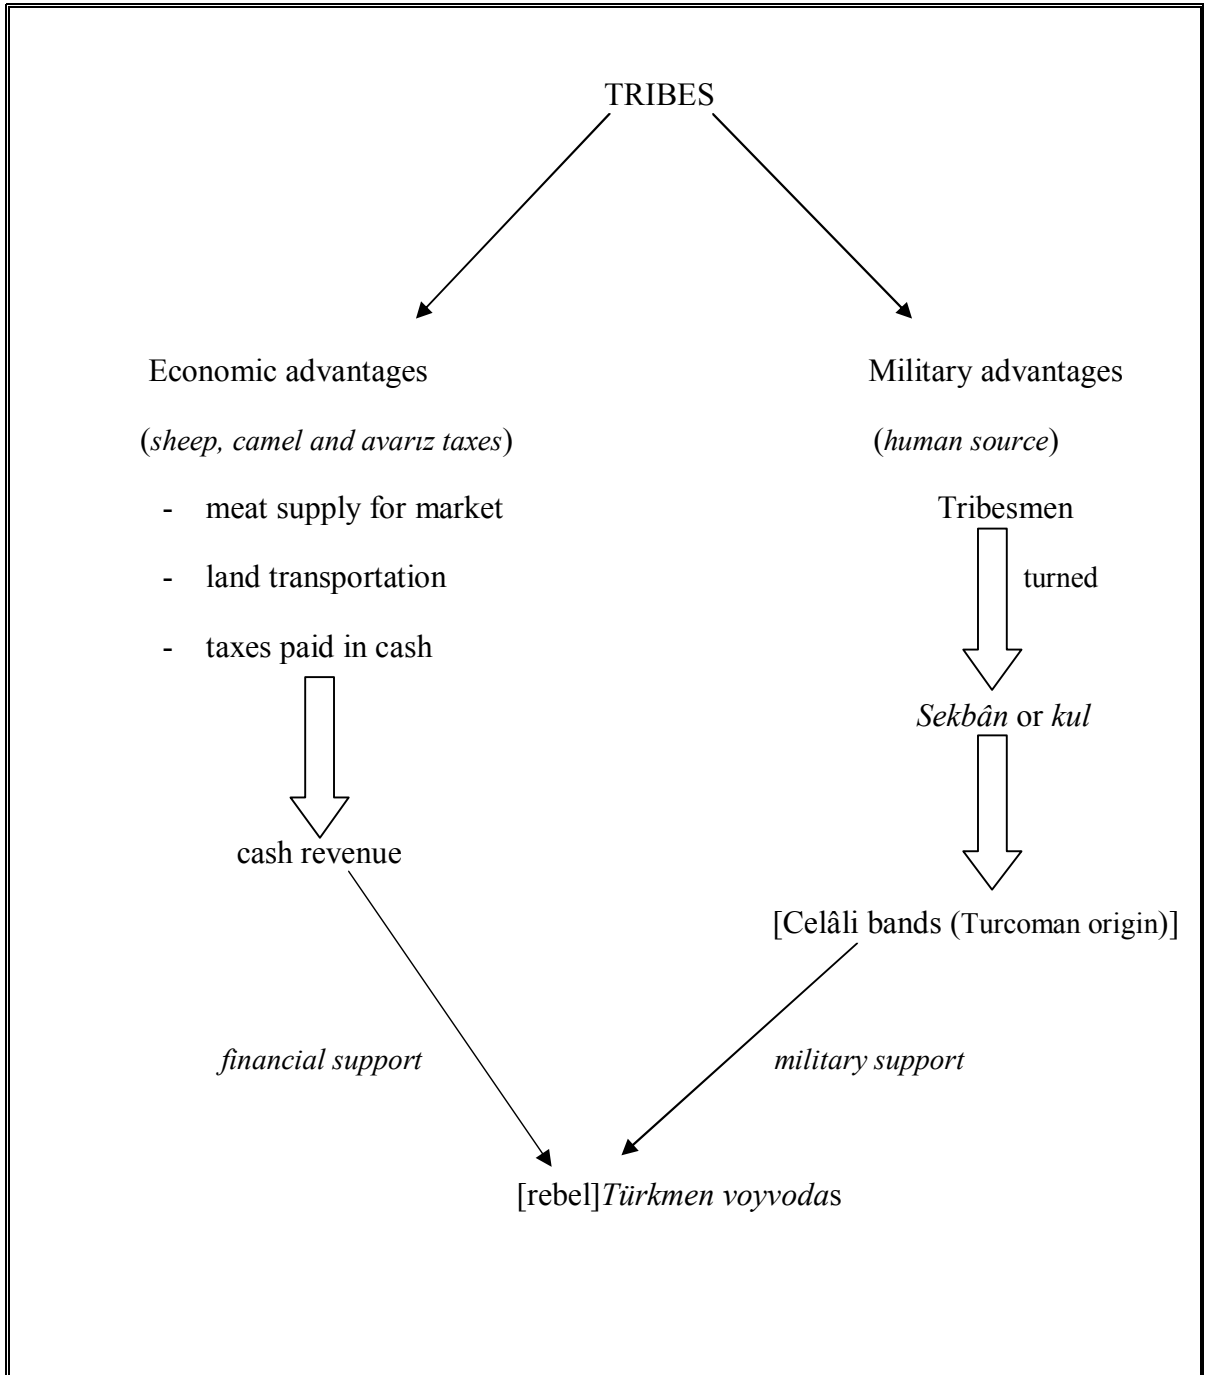 TRIBES
Economic advantages
(sheep, camel and avarız taxes)
- meat supply for market
- land transportation
- taxes paid in cash
cash revenue
financial support
Military advantages
(human source)
Tribesmen
turned
Sekbân or kul
[Celâli bands (Turcoman origin)]
military support
[rebel]Türkmen voyvodas